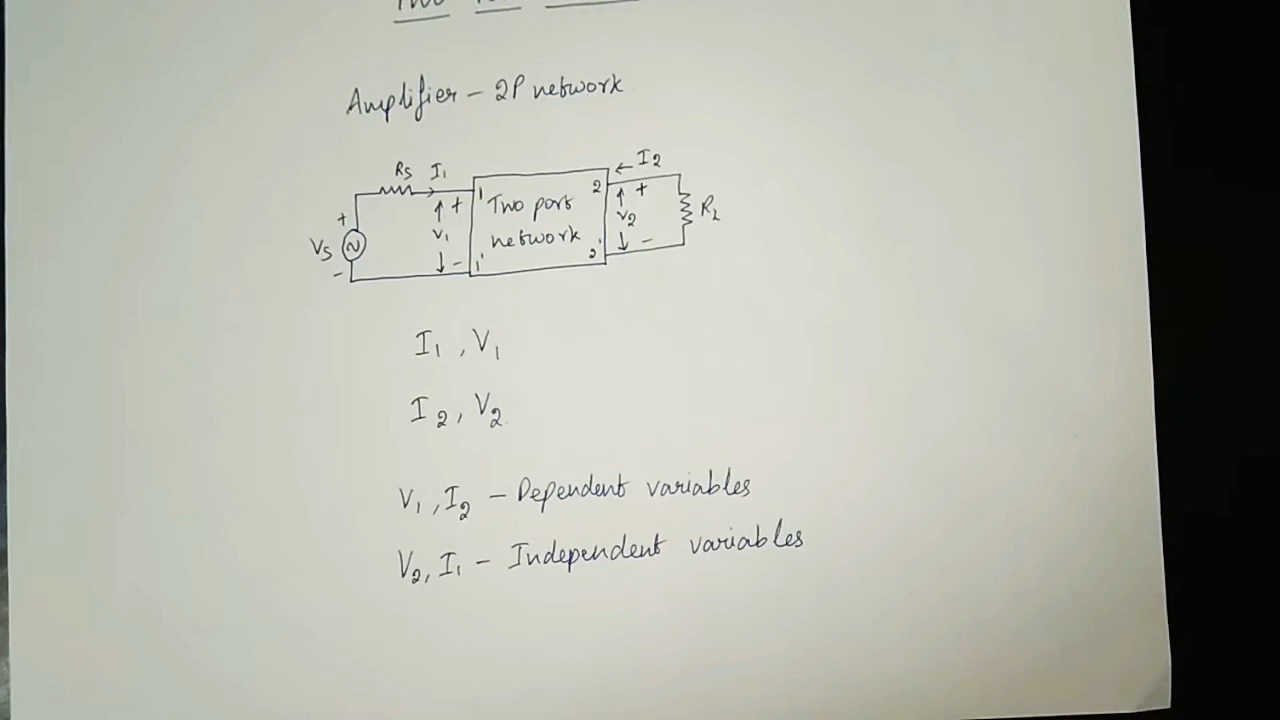 Amplifier - 2P network
Rs I1
← I2
Vs + -
+ V1 -
1 1'
Two port
network
2 2'
+ V2 -
RL
I1, V1
I2, V2
V1, I2 - Dependent variables
V2, I1 - Independent variables